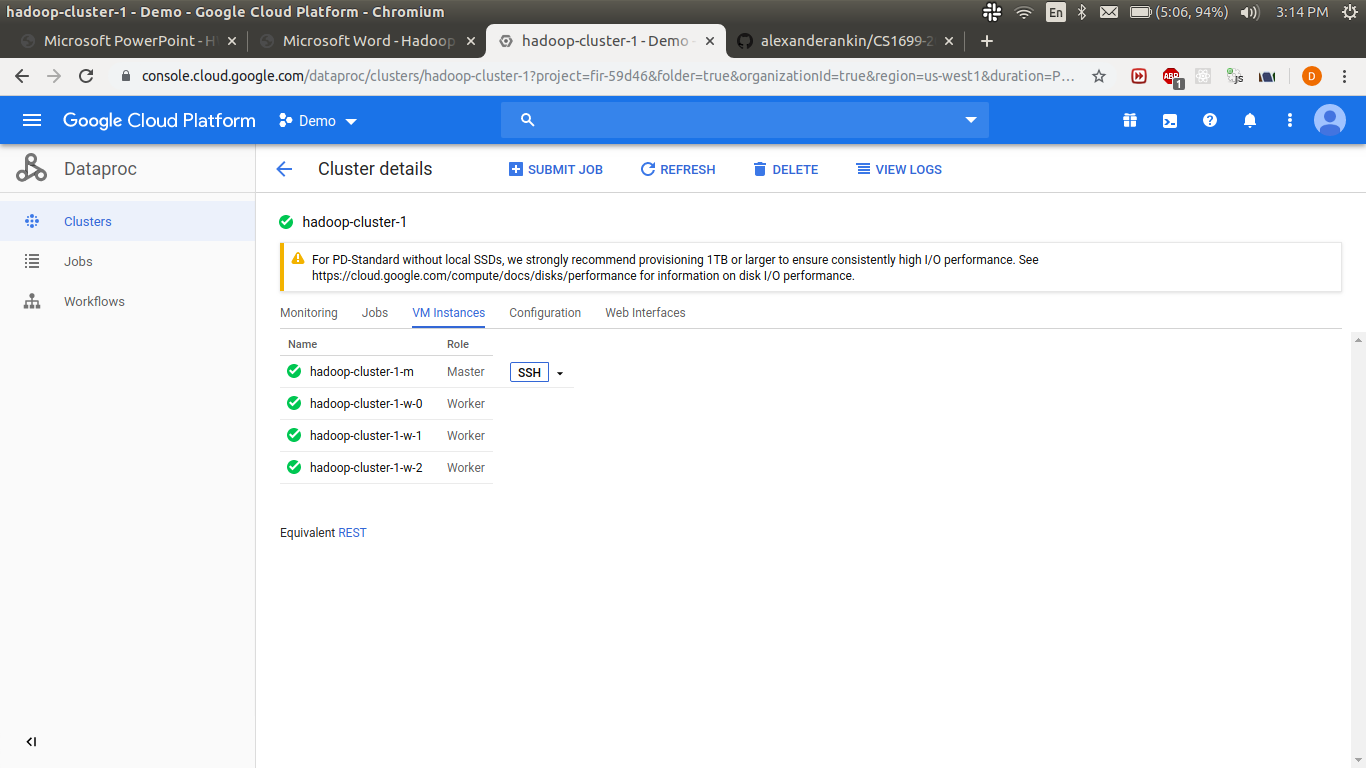 hadoop-cluster-1 - Demo - Google Cloud Platform - Chromium
En
(5:06, 94%)
3:14 PM
Microsoft PowerPoint - H
Microsoft Word - Hadoop
hadoop-cluster-1 - Demo -
alexanderankin/CS1699-2
console.cloud.google.com/dataproc/clusters/hadoop-cluster-1?project=fir-59d46&folder=true&organizationId=true&region=us-west1&duration=P...
ABP
1
js
D
Google Cloud Platform
Demo
Dataproc
Cluster details
SUBMIT JOB
REFRESH
DELETE
VIEW LOGS
Clusters
Jobs
Workflows
hadoop-cluster-1
For PD-Standard without local SSDs, we strongly recommend provisioning 1TB or larger to ensure consistently high I/O performance. See
https://cloud.google.com/compute/docs/disks/performance for information on disk I/O performance.
Monitoring
Jobs
VM Instances
Configuration
Web Interfaces
Name Role
hadoop-cluster-1-m Master SSH
hadoop-cluster-1-w-0 Worker
hadoop-cluster-1-w-1 Worker
hadoop-cluster-1-w-2 Worker
Equivalent REST